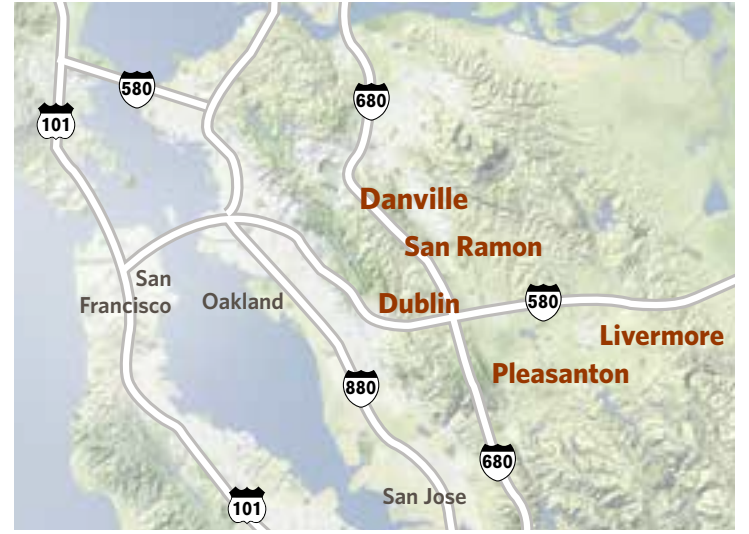 580
680
101
Danville
San Ramon
San
Francisco
Oakland
Dublin
580
Livermore
Pleasanton
880
680
San Jose
101